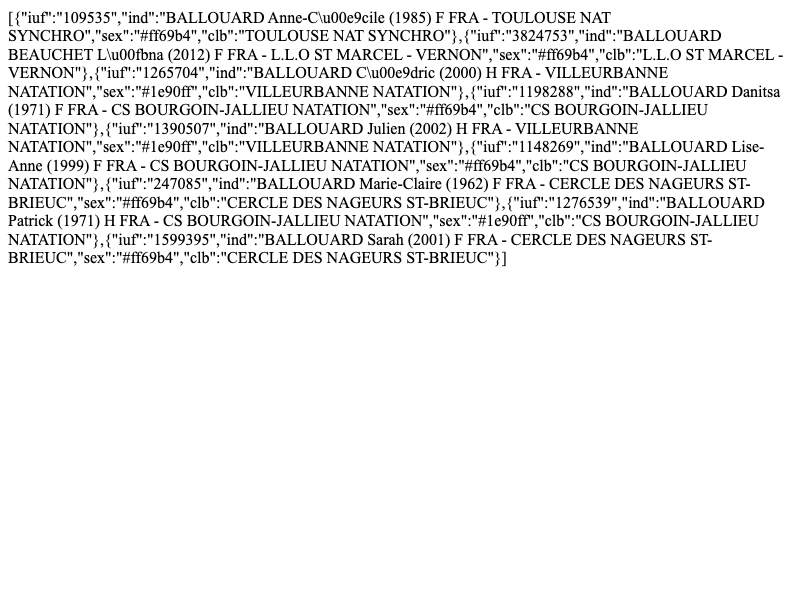 [{"iuf":"109535","ind":"BALLOUARD Anne-C\u00e9cile (1985) F FRA - TOULOUSE NAT
SYNCHRO","sex":"#ff69b4","clb":"TOULOUSE NAT SYNCHRO"},{"iuf":"3824753","ind":"BALLOUARD
BEAUCHET L\u00fbna (2012) F FRA - L.L.O ST MARCEL - VERNON","sex":"#ff69b4","clb":"L.L.O ST MARCEL -
VERNON"},{"iuf":"1265704","ind":"BALLOUARD C\u00e9dric (2000) H FRA - VILLEURBANNE
NATATION","sex":"#1e90ff","clb":"VILLEURBANNE NATATION"},{"iuf":"1198288","ind":"BALLOUARD Danitsa
(1971) F FRA - CS BOURGOIN-JALLIEU NATATION","sex":"#ff69b4","clb":"CS BOURGOIN-JALLIEU
NATATION"},{"iuf":"1390507","ind":"BALLOUARD Julien (2002) H FRA - VILLEURBANNE
NATATION","sex":"#1e90ff","clb":"VILLEURBANNE NATATION"},{"iuf":"1148269","ind":"BALLOUARD Lise-
Anne (1999) F FRA - CS BOURGOIN-JALLIEU NATATION","sex":"#ff69b4","clb":"CS BOURGOIN-JALLIEU
NATATION"},{"iuf":"247085","ind":"BALLOUARD Marie-Claire (1962) F FRA - CERCLE DES NAGEURS ST-
BRIEUC","sex":"#ff69b4","clb":"CERCLE DES NAGEURS ST-BRIEUC"},{"iuf":"1276539","ind":"BALLOUARD
Patrick (1971) H FRA - CS BOURGOIN-JALLIEU NATATION","sex":"#1e90ff","clb":"CS BOURGOIN-JALLIEU
NATATION"},{"iuf":"1599395","ind":"BALLOUARD Sarah (2001) F FRA - CERCLE DES NAGEURS ST-
BRIEUC","sex":"#ff69b4","clb":"CERCLE DES NAGEURS ST-BRIEUC"}]